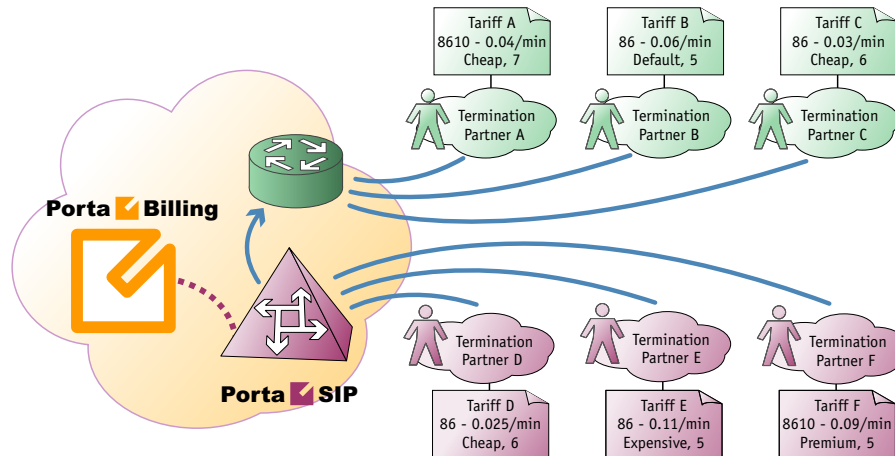 Tariff A
8610 - 0.04/min
Cheap, 7
Tariff B
86 - 0.06/min
Default, 5
Tariff C
86 - 0.03/min
Cheap, 6
Termination
Partner A
Termination
Partner B
Termination
Partner C
Porta Billing
Porta SIP
Termination
Partner D
Termination
Partner E
Termination
Partner F
Tariff D
86 - 0.025/min
Cheap, 6
Tariff E
86 - 0.11/min
Expensive, 5
Tariff F
8610 - 0.09/min
Premium, 5